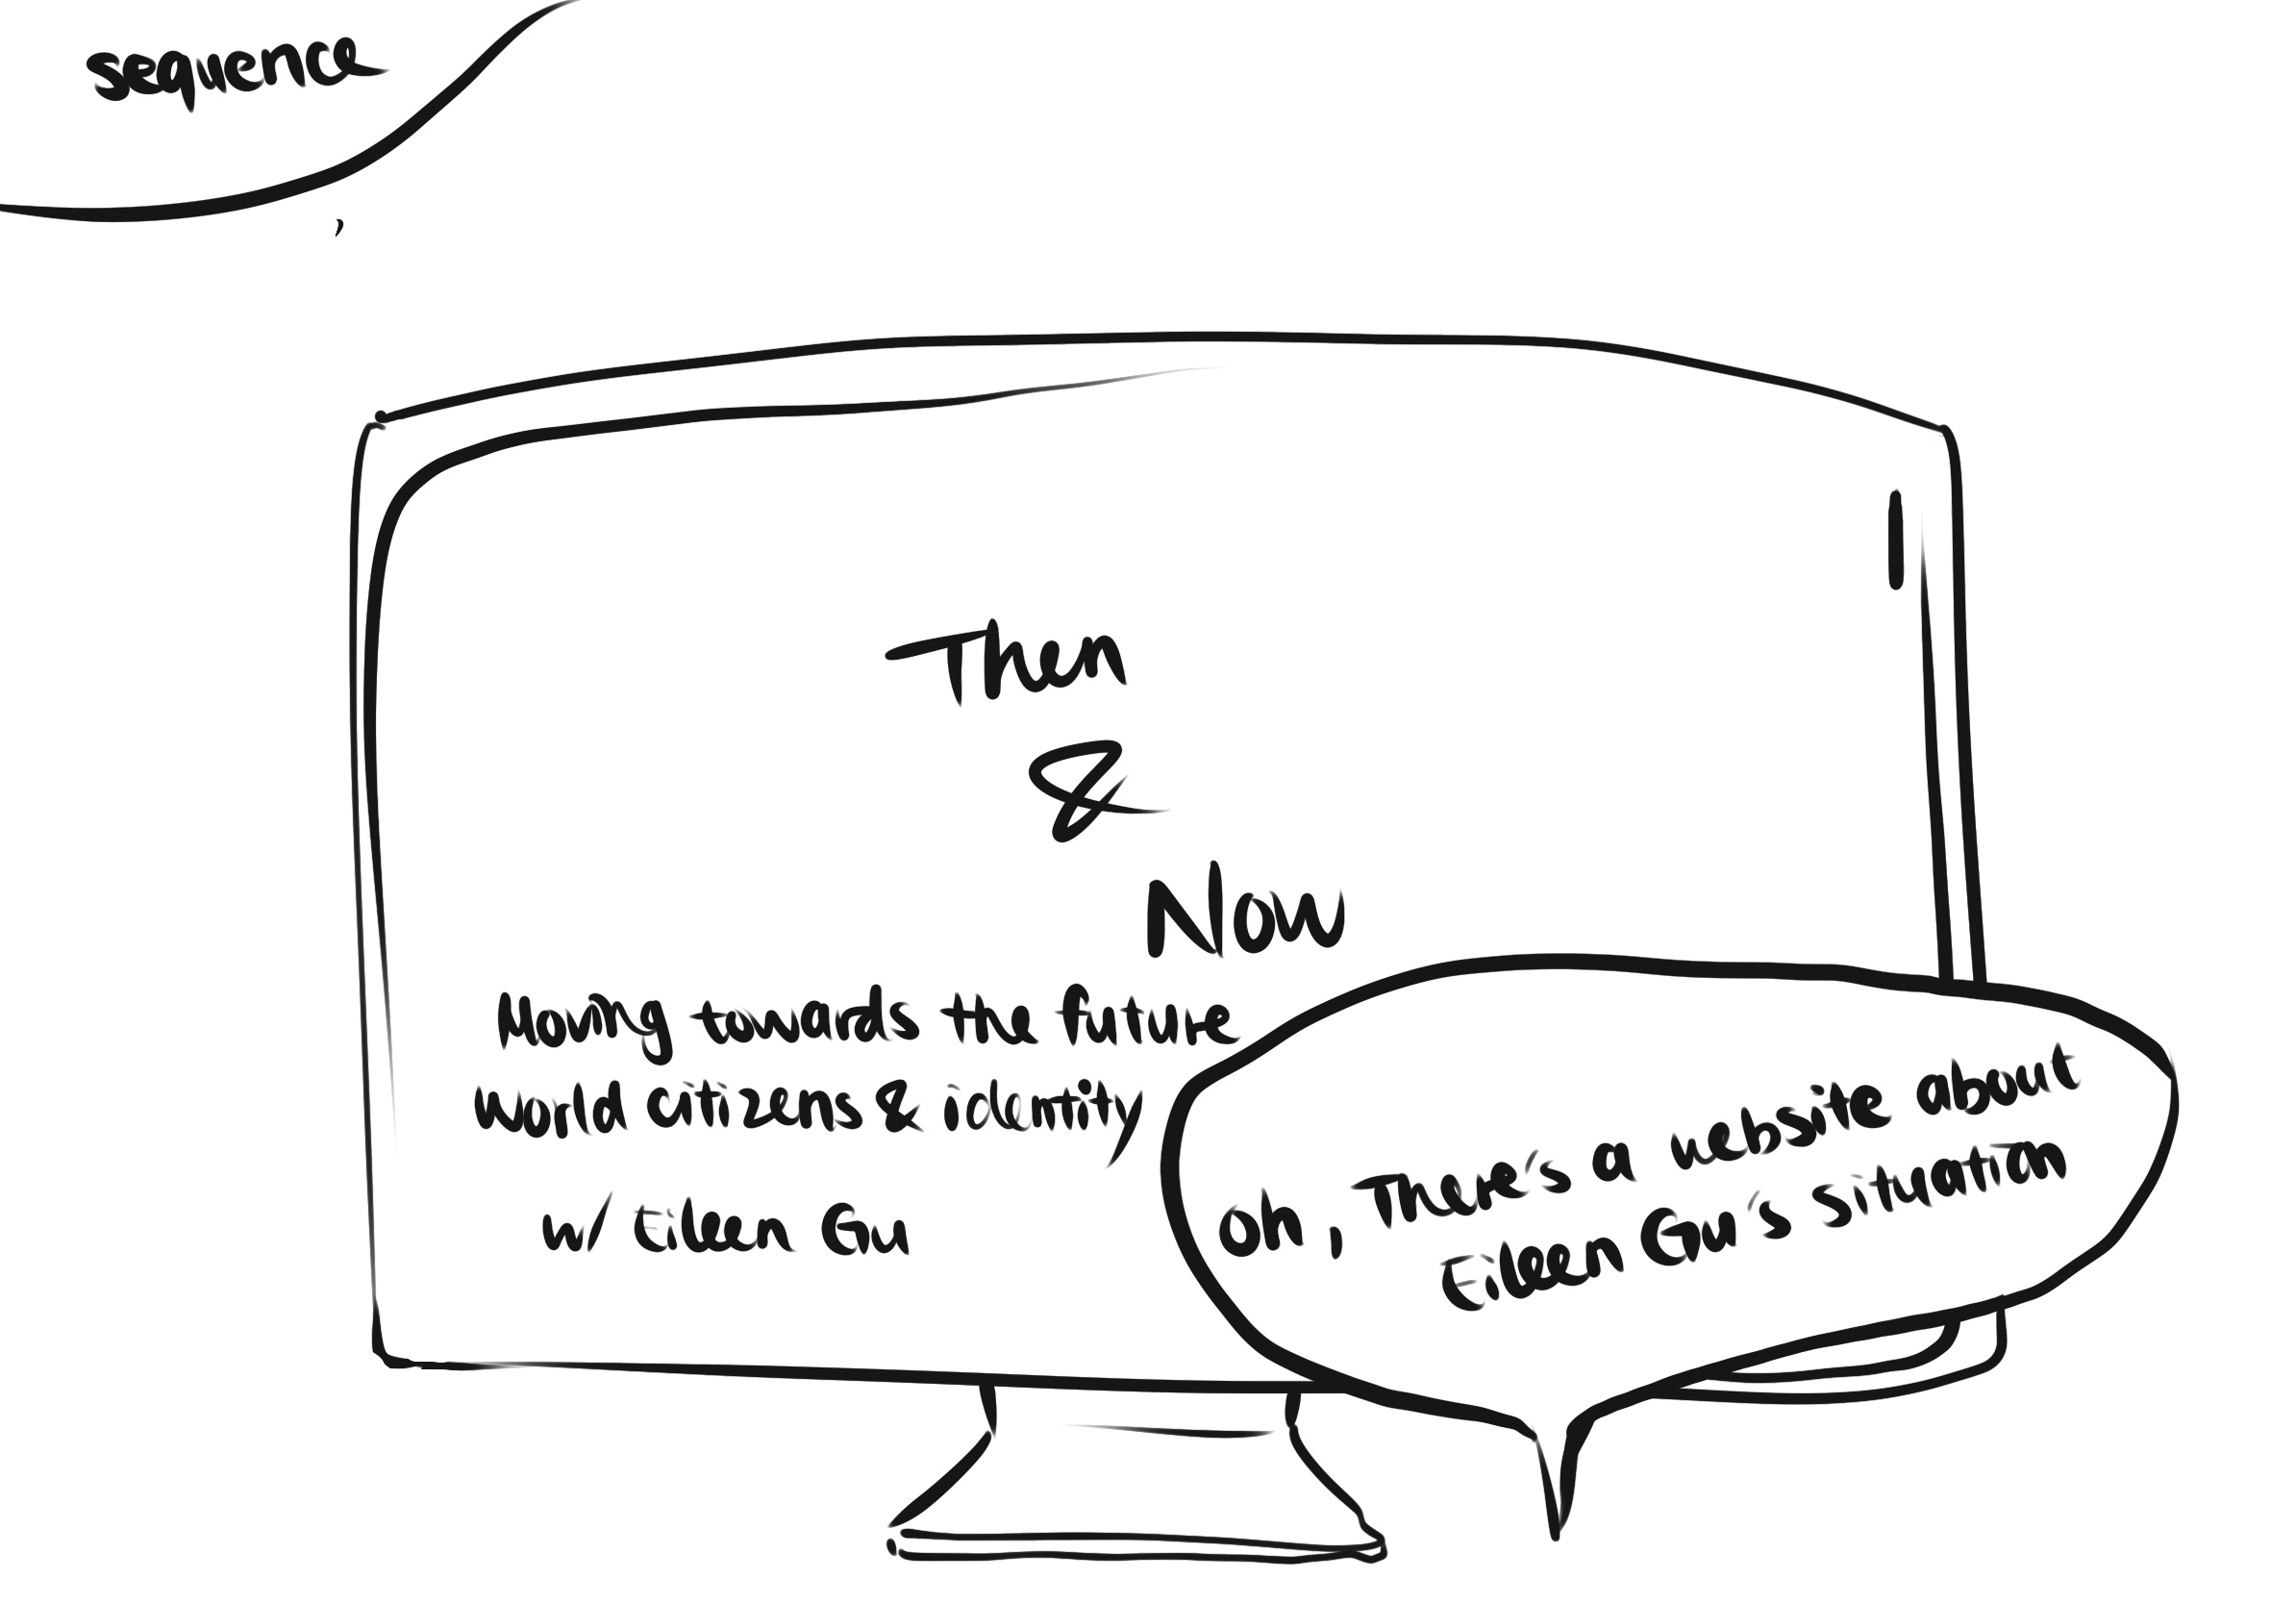 sequence
Then
&
Now
Moving towards the future
World citizens & identity
w/ Eileen Gu
Oh, There's a website about
Eileen Gu's situation